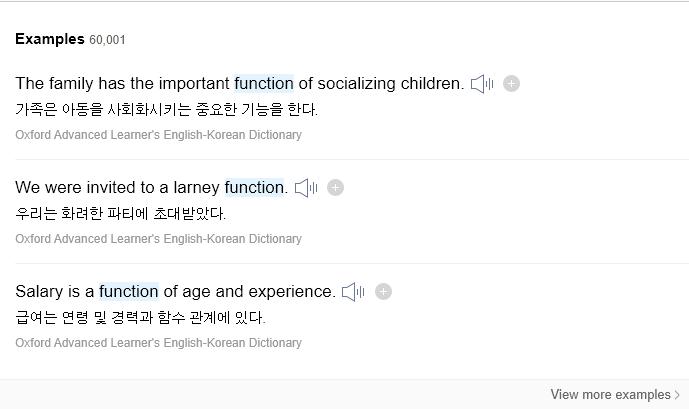 Examples 60,001
The family has the important function of socializing children.
가족은 아동을 사회화시키는 중요한 기능을 한다.
Oxford Advanced Learner's English-Korean Dictionary
We were invited to a larney function.
우리는 화려한 파티에 초대받았다.
Oxford Advanced Learner's English-Korean Dictionary
Salary is a function of age and experience.
급여는 연령 및 경력과 함수 관계에 있다.
Oxford Advanced Learner's English-Korean Dictionary
View more examples